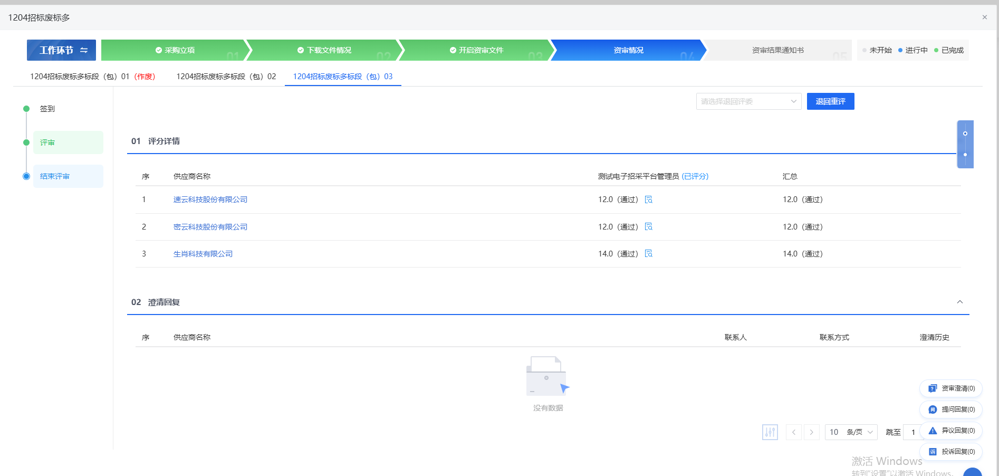 1204招标废标多
工作环节
采购立项 01
下载文件情况 02
开启资审文件 03
资审情况 04
资审结果通知书 05
未开始 进行中 已完成
1204招标废标多标段（包）01（作废） 1204招标废标多标段（包）02 1204招标废标多标段（包）03
签到
评审
结束评审
请选择退回评委 退回重评
01 评分详情
序 供应商名称 测试电子招采平台管理员 (已评分) 汇总
1 速云科技股份有限公司 12.0（通过） 12.0（通过）
2 密云科技股份有限公司 12.0（通过） 12.0（通过）
3 生肖科技有限公司 14.0（通过） 14.0（通过）
02 澄清回复
序 供应商名称 联系人 联系方式 澄清历史
没有数据
10 条/页 跳至 1
资审澄清(0)
提问回复(0)
异议回复(0)
投诉回复(0)
激活 Windows
转到"设置"以激活 Windows。